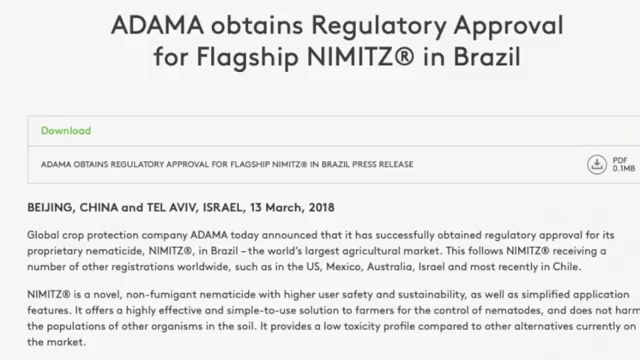 ADAMA obtains Regulatory Approval
for Flagship NIMITZ® in Brazil
Download
ADAMA OBTAINS REGULATORY APPROVAL FOR FLAGSHIP NIMITZ® IN BRAZIL PRESS RELEASE
PDF
0.1MB
BEIJING, CHINA and TEL AVIV, ISRAEL, 13 March, 2018
Global crop protection company ADAMA today announced that it has successfully obtained regulatory approval for its
proprietary nematicide, NIMITZ®, in Brazil – the world's largest agricultural market. This follows NIMITZ® receiving a
number of other registrations worldwide, such as in the US, Mexico, Australia, Israel and most recently in Chile.
NIMITZ® is a novel, non-fumigant nematicide with higher user safety and sustainability, as well as simplified application
features. It offers a highly effective and simple-to-use solution to farmers for the control of nematodes, and does not harm
the populations of other organisms in the soil. It provides a low toxicity profile compared to other alternatives currently on
the market.